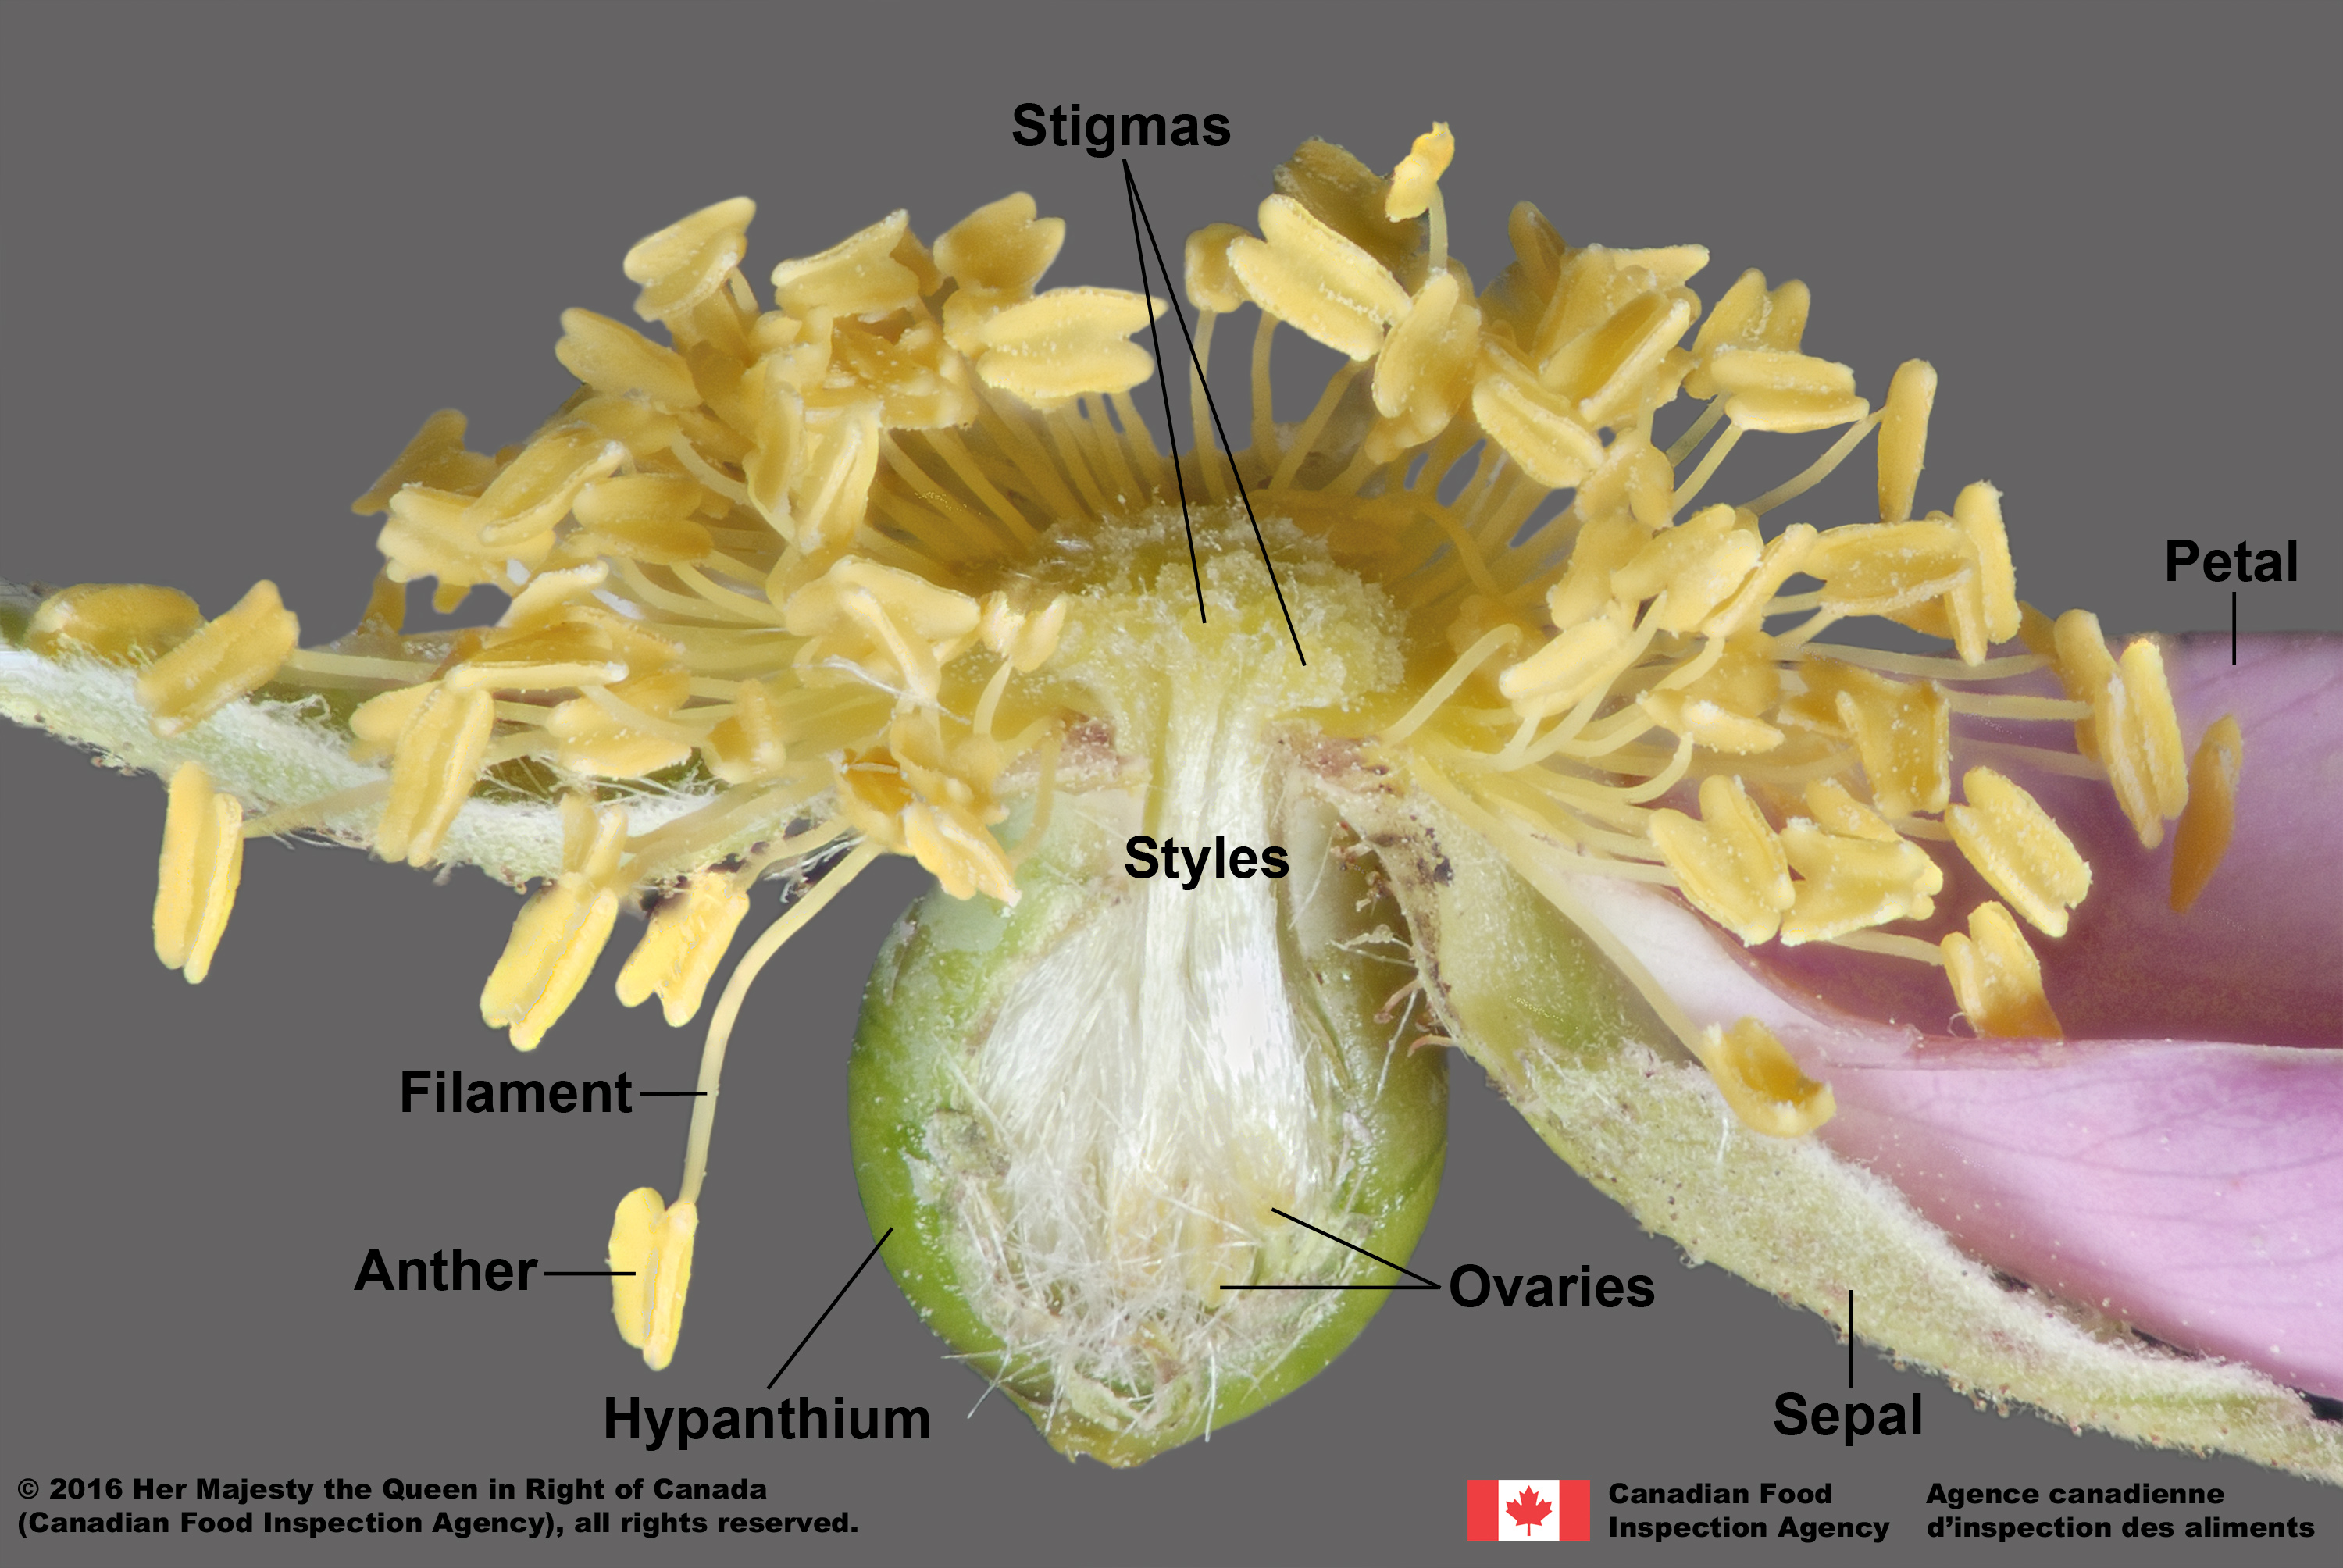 Stigmas
Petal
Styles
Filament
Anther
Ovaries
Hypanthium
Sepal
© 2016 Her Majesty the Queen in Right of Canada
(Canadian Food Inspection Agency), all rights reserved.
Canadian Food
Inspection Agency
Agence canadienne
d’inspection des aliments